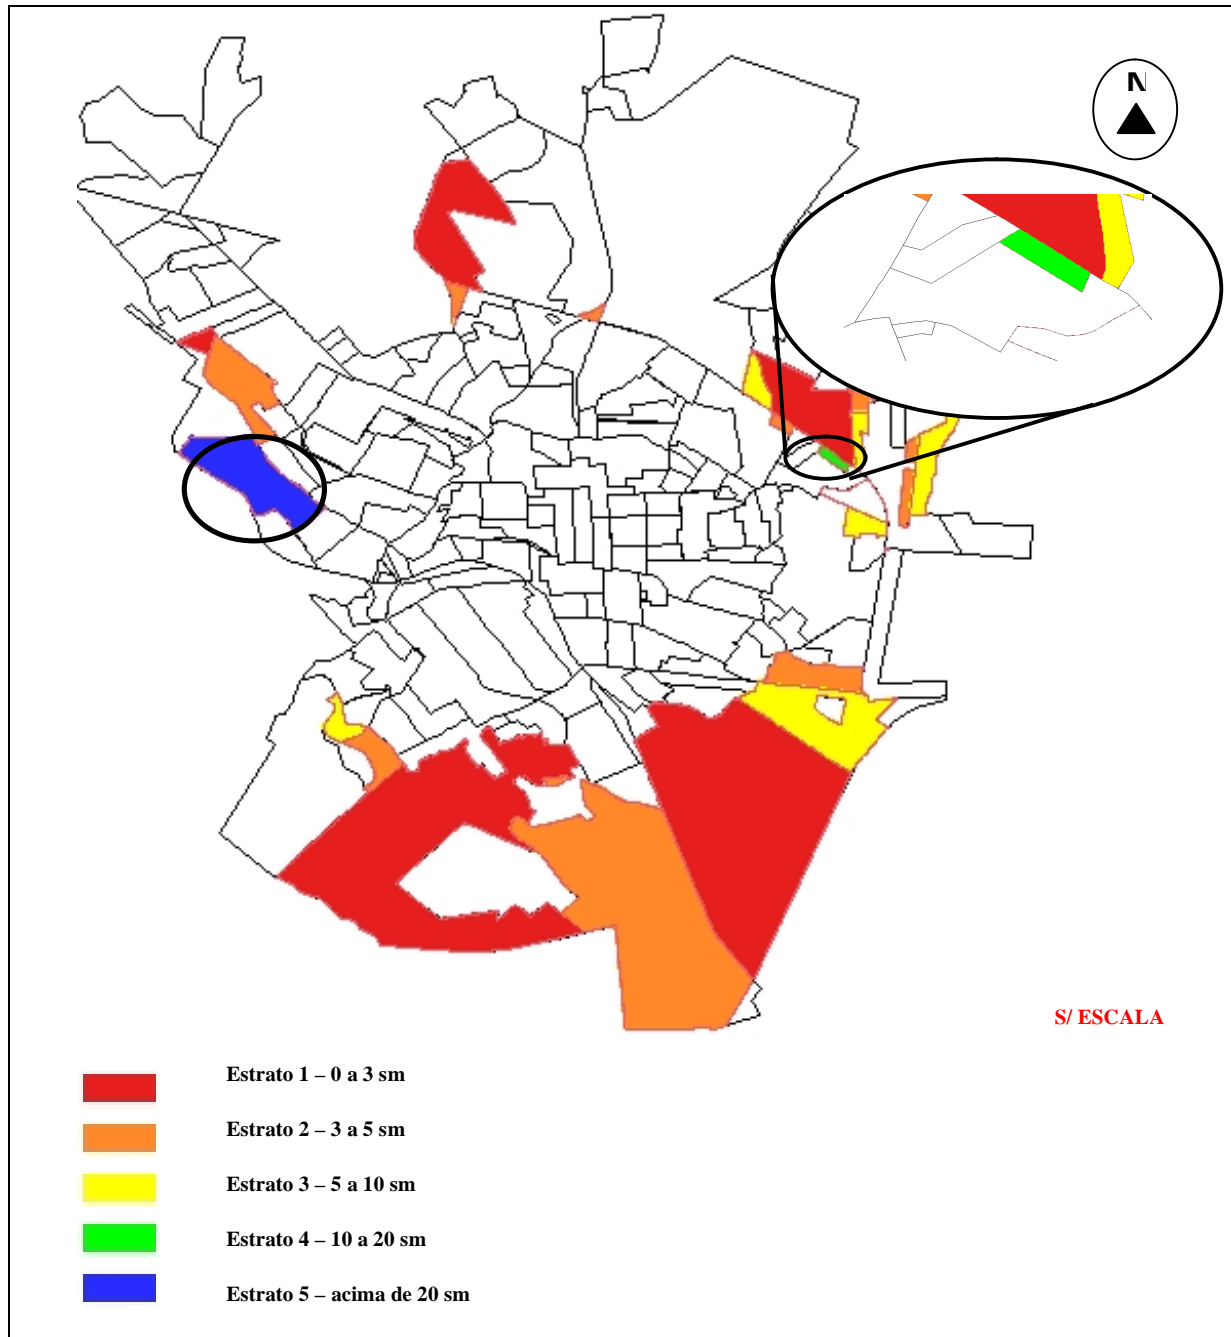 N
S/ ESCALA
Estrato 1 – 0 a 3 sm
Estrato 2 – 3 a 5 sm
Estrato 3 – 5 a 10 sm
Estrato 4 – 10 a 20 sm
Estrato 5 – acima de 20 sm